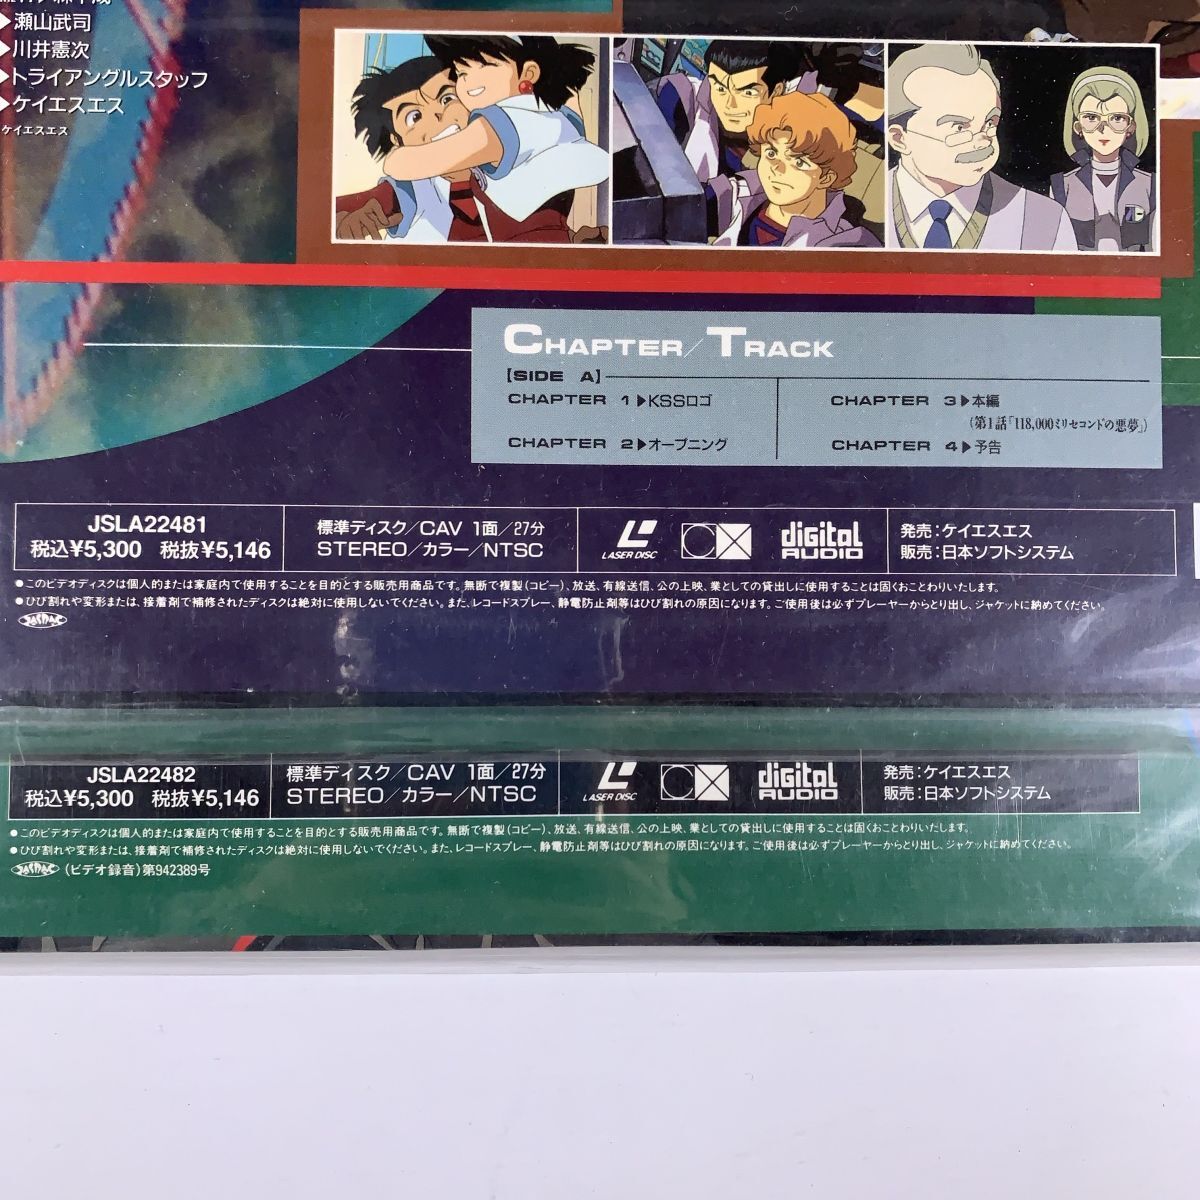 ▶瀬山武司
▶川井憲次
▶トライアングルスタッフ
▶ケイエスエス
ケイエスエス
CHAPTER/TRACK
[SIDE A]
CHAPTER 1▶KSSロゴ
CHAPTER 2▶オープニング
CHAPTER 3▶本編
(第1話「118,000ミリセコンドの悪夢」)
CHAPTER 4▶予告
JSLA22481
税込¥5,300 税抜¥5,146
標準ディスク/CAV 1面/27分
STEREO/カラー/NTSC
LASER DISC
digital AUDIO
発売:ケイエスエス
販売:日本ソフトシステム
●このビデオディスクは個人的または家庭内で使用することを目的とする販売用商品です。無断で複製(コピー)、放送、有線送信、公の上映、業としての貸出しに使用することは固くおことわりいたします。
●ひび割れや変形または、接着剤で補修されたディスクは絶対に使用しないでください。また、レコードスプレー、静電防止剤等はひび割れの原因になります。ご使用後は必ずプレーヤーからとり出し、ジャケットに納めてください。
JASRAC
JSLA22482
税込¥5,300 税抜¥5,146
標準ディスク/CAV 1面/27分
STEREO/カラー/NTSC
LASER DISC
digital AUDIO
発売:ケイエスエス
販売:日本ソフトシステム
●このビデオディスクは個人的または家庭内で使用することを目的とする販売用商品です。無断で複製(コピー)、放送、有線送信、公の上映、業としての貸出しに使用することは固くおことわりいたします。
●ひび割れや変形または、接着剤で補修されたディスクは絶対に使用しないでください。また、レコードスプレー、静電防止剤等はひび割れの原因になります。ご使用後は必ずプレーヤーからとり出し、ジャケットに納めてください。
JASRAC (ビデオ録音)第942389号